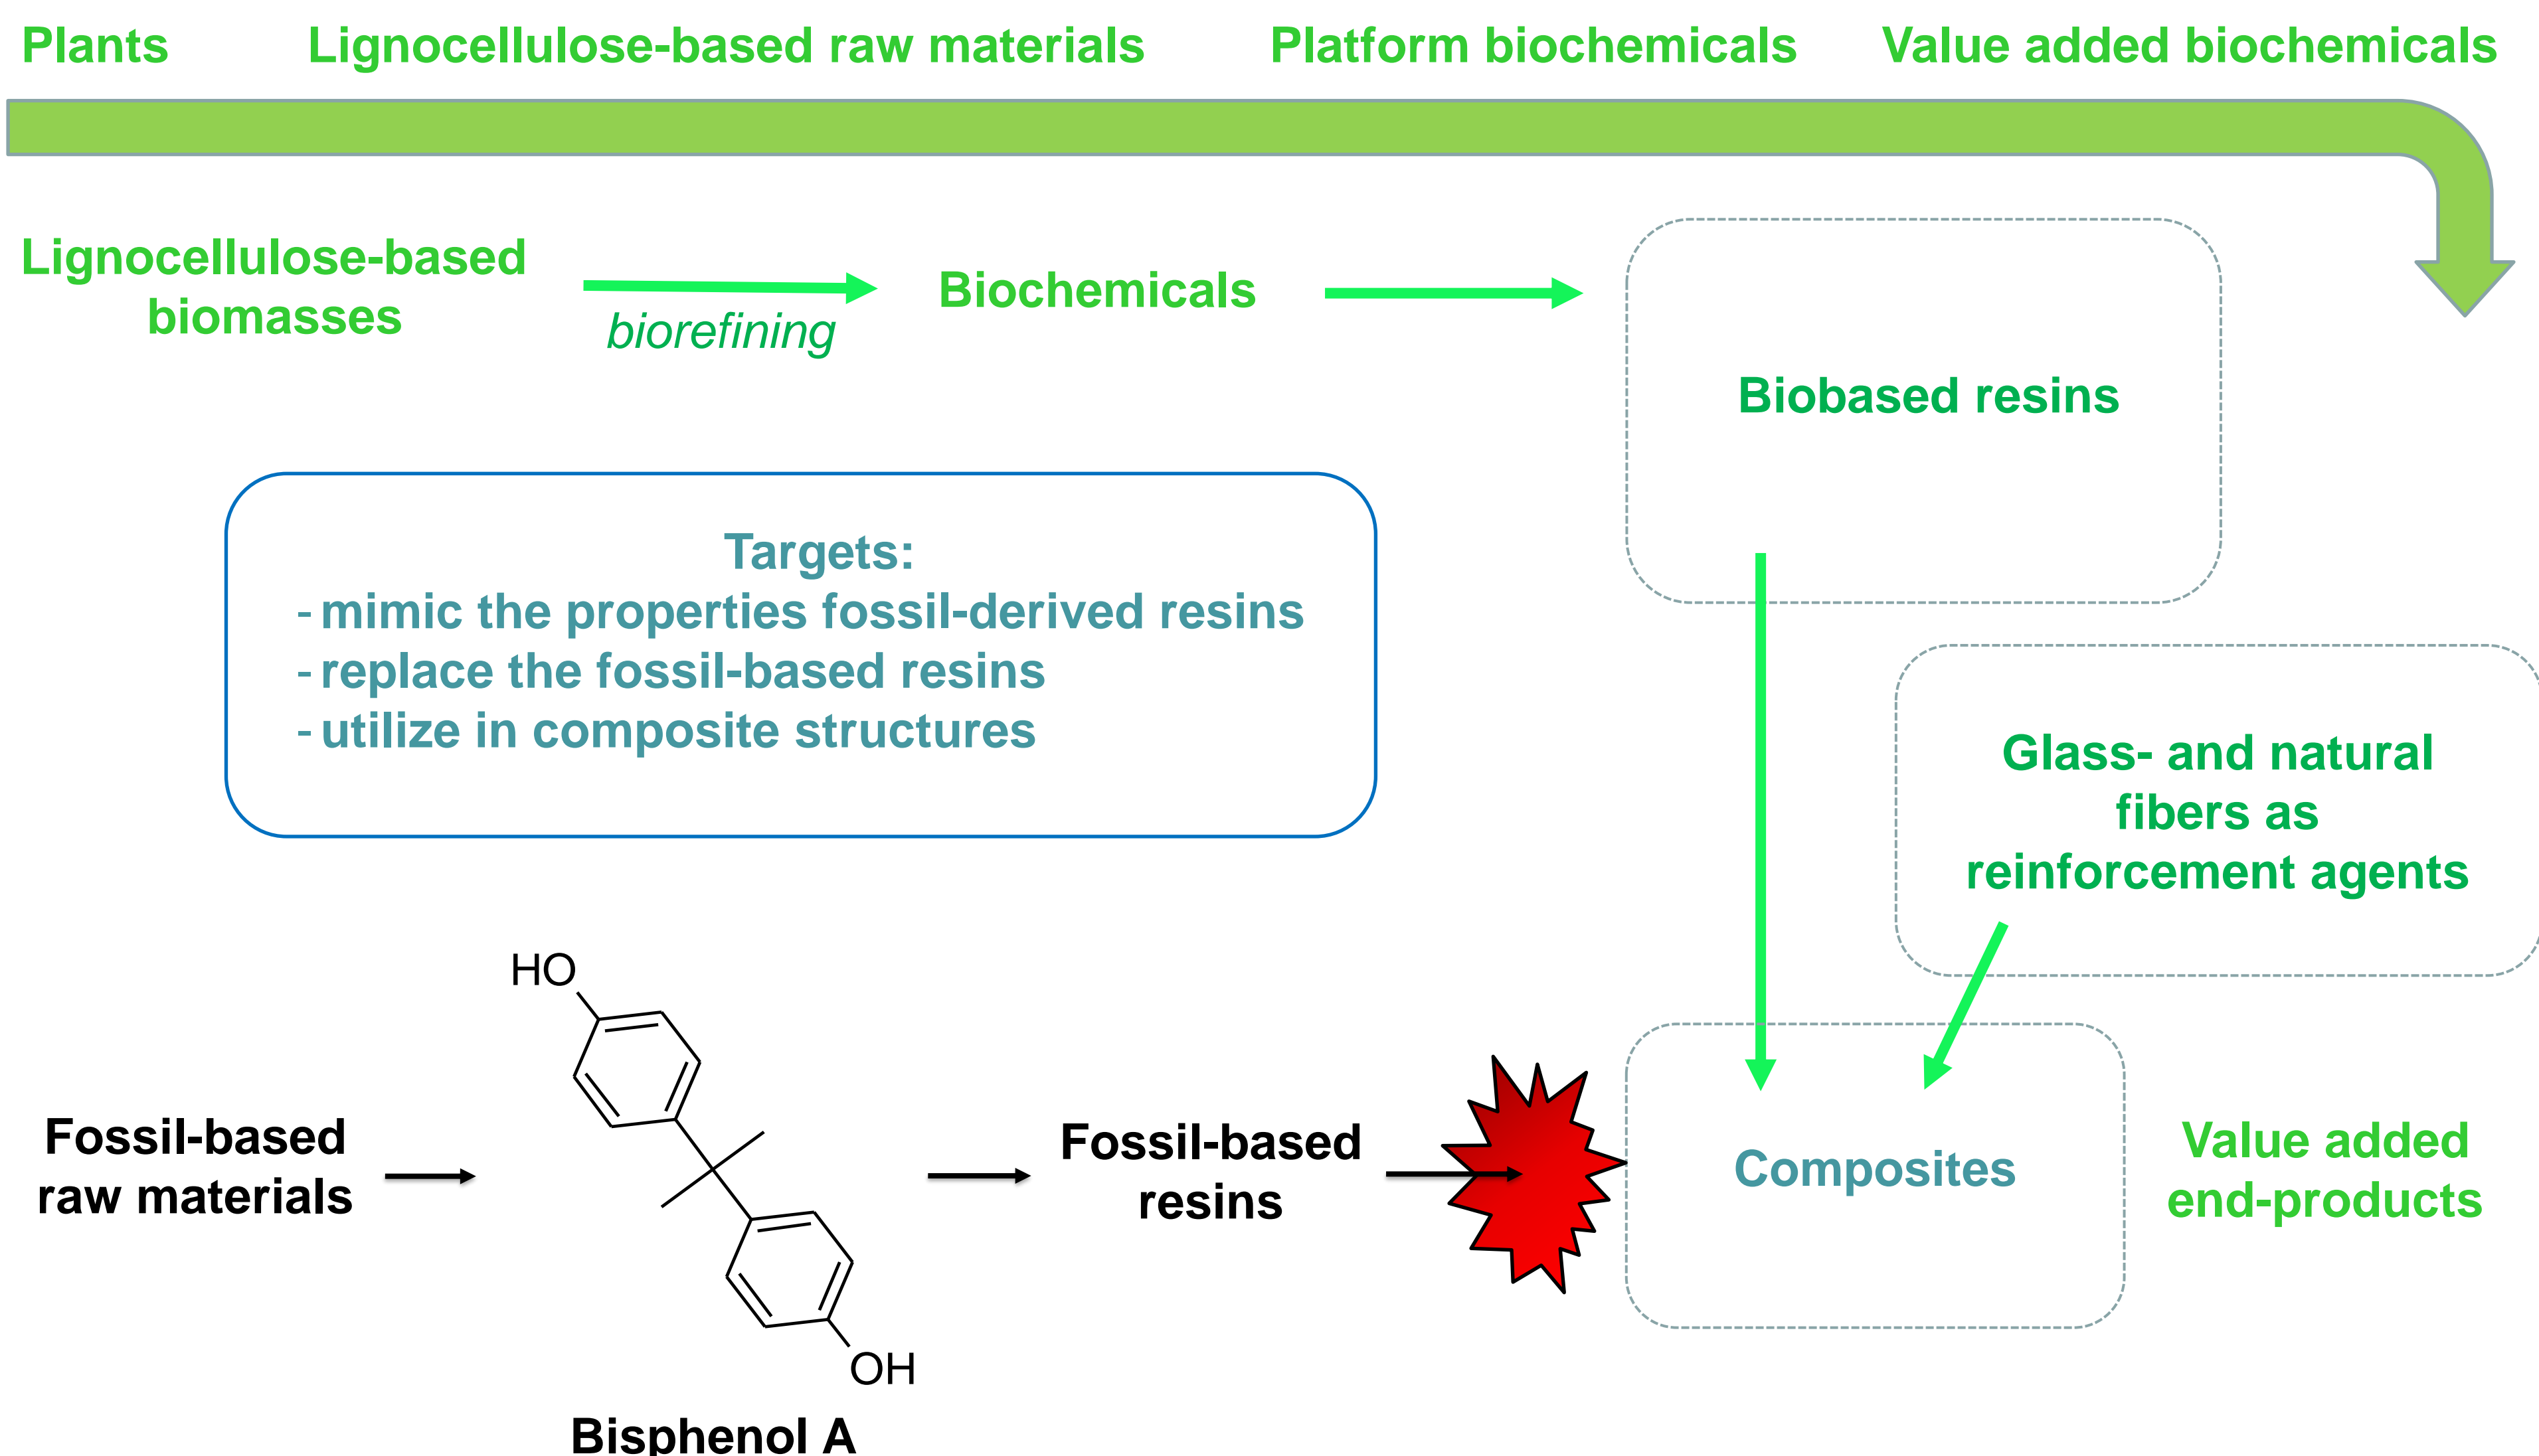 Plants
Lignocellulose-based raw materials
Platform biochemicals
Value added biochemicals
Lignocellulose-based
biomasses
biorefining
Biochemicals
Biobased resins
Targets:
- mimic the properties fossil-derived resins
- replace the fossil-based resins
- utilize in composite structures
Glass- and natural
fibers as
reinforcement agents
HO
OH
Bisphenol A
Fossil-based
raw materials
Fossil-based
resins
Composites
Value added
end-products